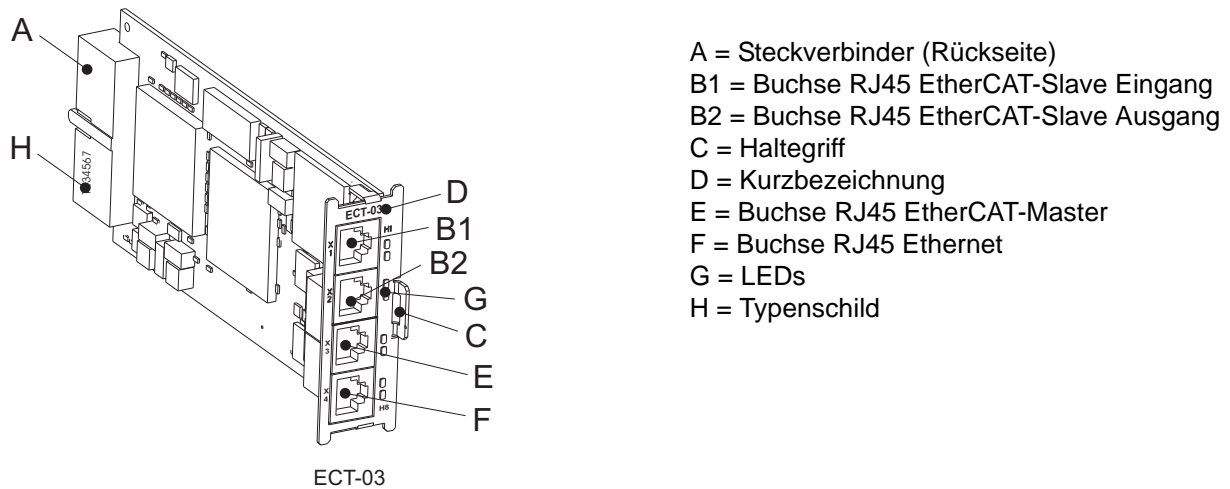 A
H
1234567
ECT-03
H1
X1
X2
X3
X4
H8
D
B1
B2
G
C
E
F
ECT-03
A = Steckverbinder (Rückseite)
B1 = Buchse RJ45 EtherCAT-Slave Eingang
B2 = Buchse RJ45 EtherCAT-Slave Ausgang
C = Haltegriff
D = Kurzbezeichnung
E = Buchse RJ45 EtherCAT-Master
F = Buchse RJ45 Ethernet
G = LEDs
H = Typenschild